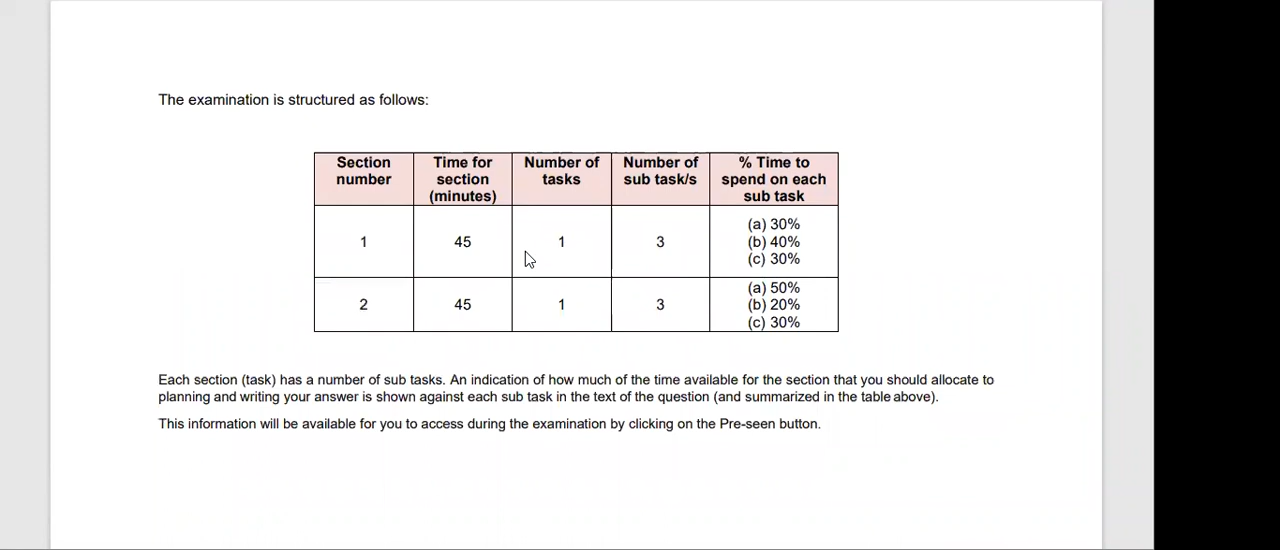 The examination is structured as follows:
Section number | Time for section (minutes) | Number of tasks | Number of sub task/s | % Time to spend on each sub task
1 | 45 | 1 | 3 | (a) 30% (b) 40% (c) 30%
2 | 45 | 1 | 3 | (a) 50% (b) 20% (c) 30%
Each section (task) has a number of sub tasks. An indication of how much of the time available for the section that you should allocate to
planning and writing your answer is shown against each sub task in the text of the question (and summarized in the table above).
This information will be available for you to access during the examination by clicking on the Pre-seen button.